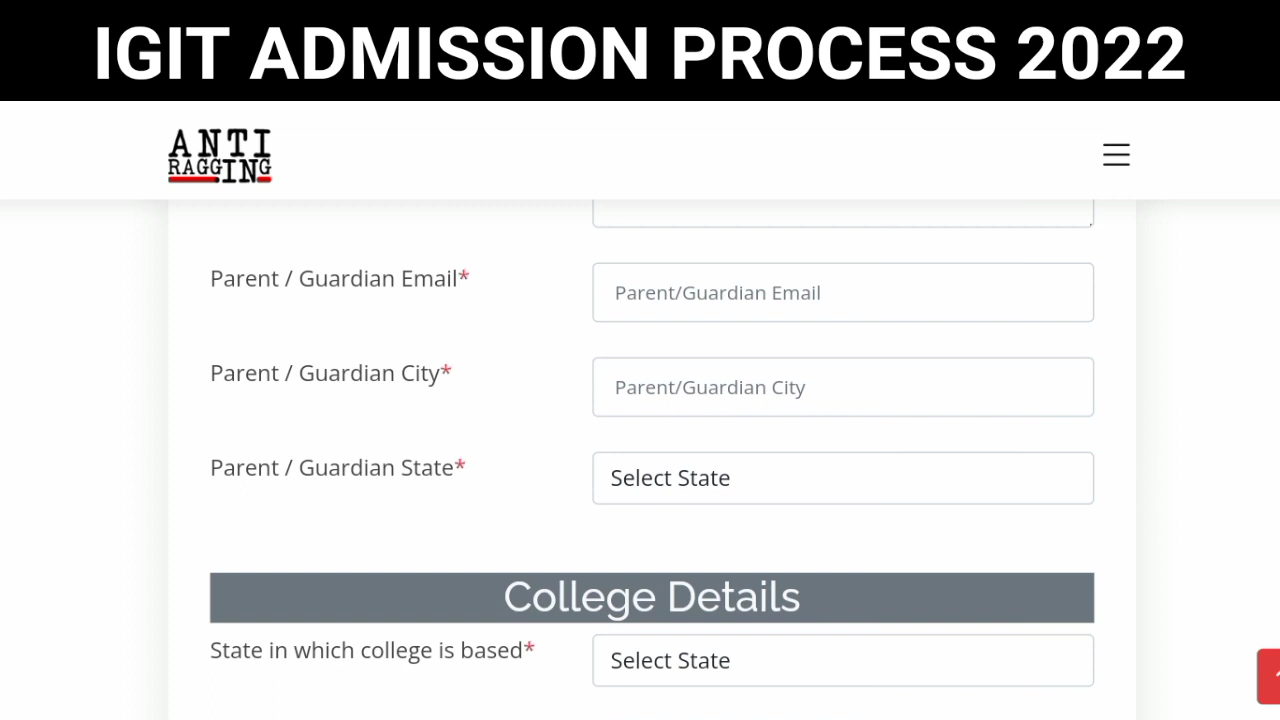 IGIT ADMISSION PROCESS 2022
ANTI
RAGGING
Parent / Guardian Email*
Parent/Guardian Email
Parent / Guardian City*
Parent/Guardian City
Parent / Guardian State*
Select State
College Details
State in which college is based*
Select State